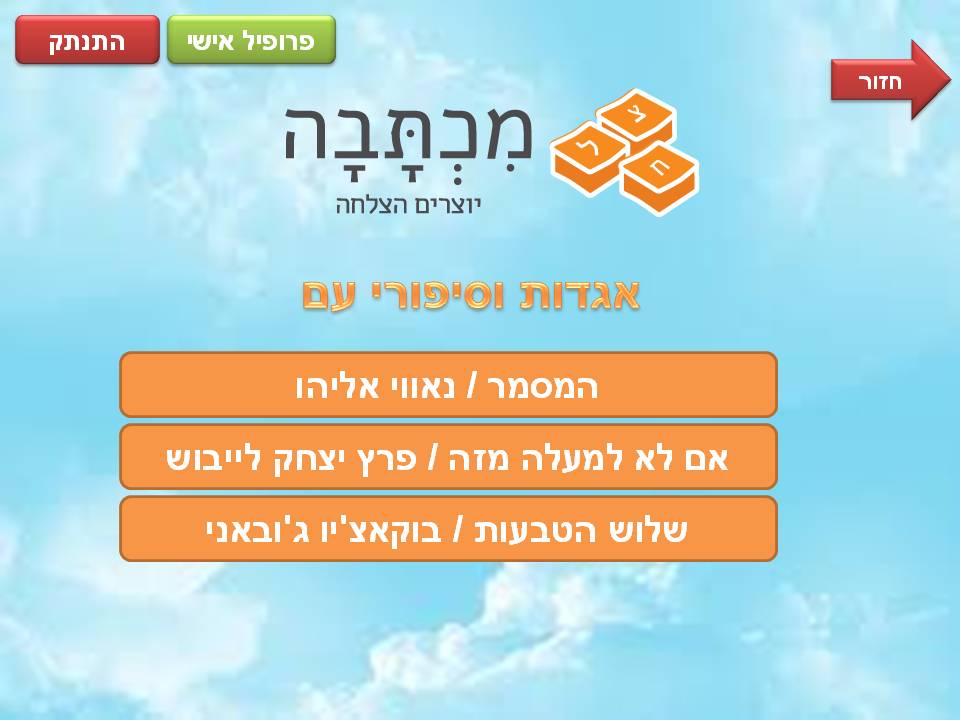 התנתק
פרופיל אישי
חזור
מִכְתָּבָה
יוצרים הצלחה
צ
ל
ח
אגדות וסיפורי עם
המסמר / נאווי אליהו
אם לא למעלה מזה / פרץ יצחק לייבוש
שלוש הטבעות / בוקאצ'יו ג'ובאני